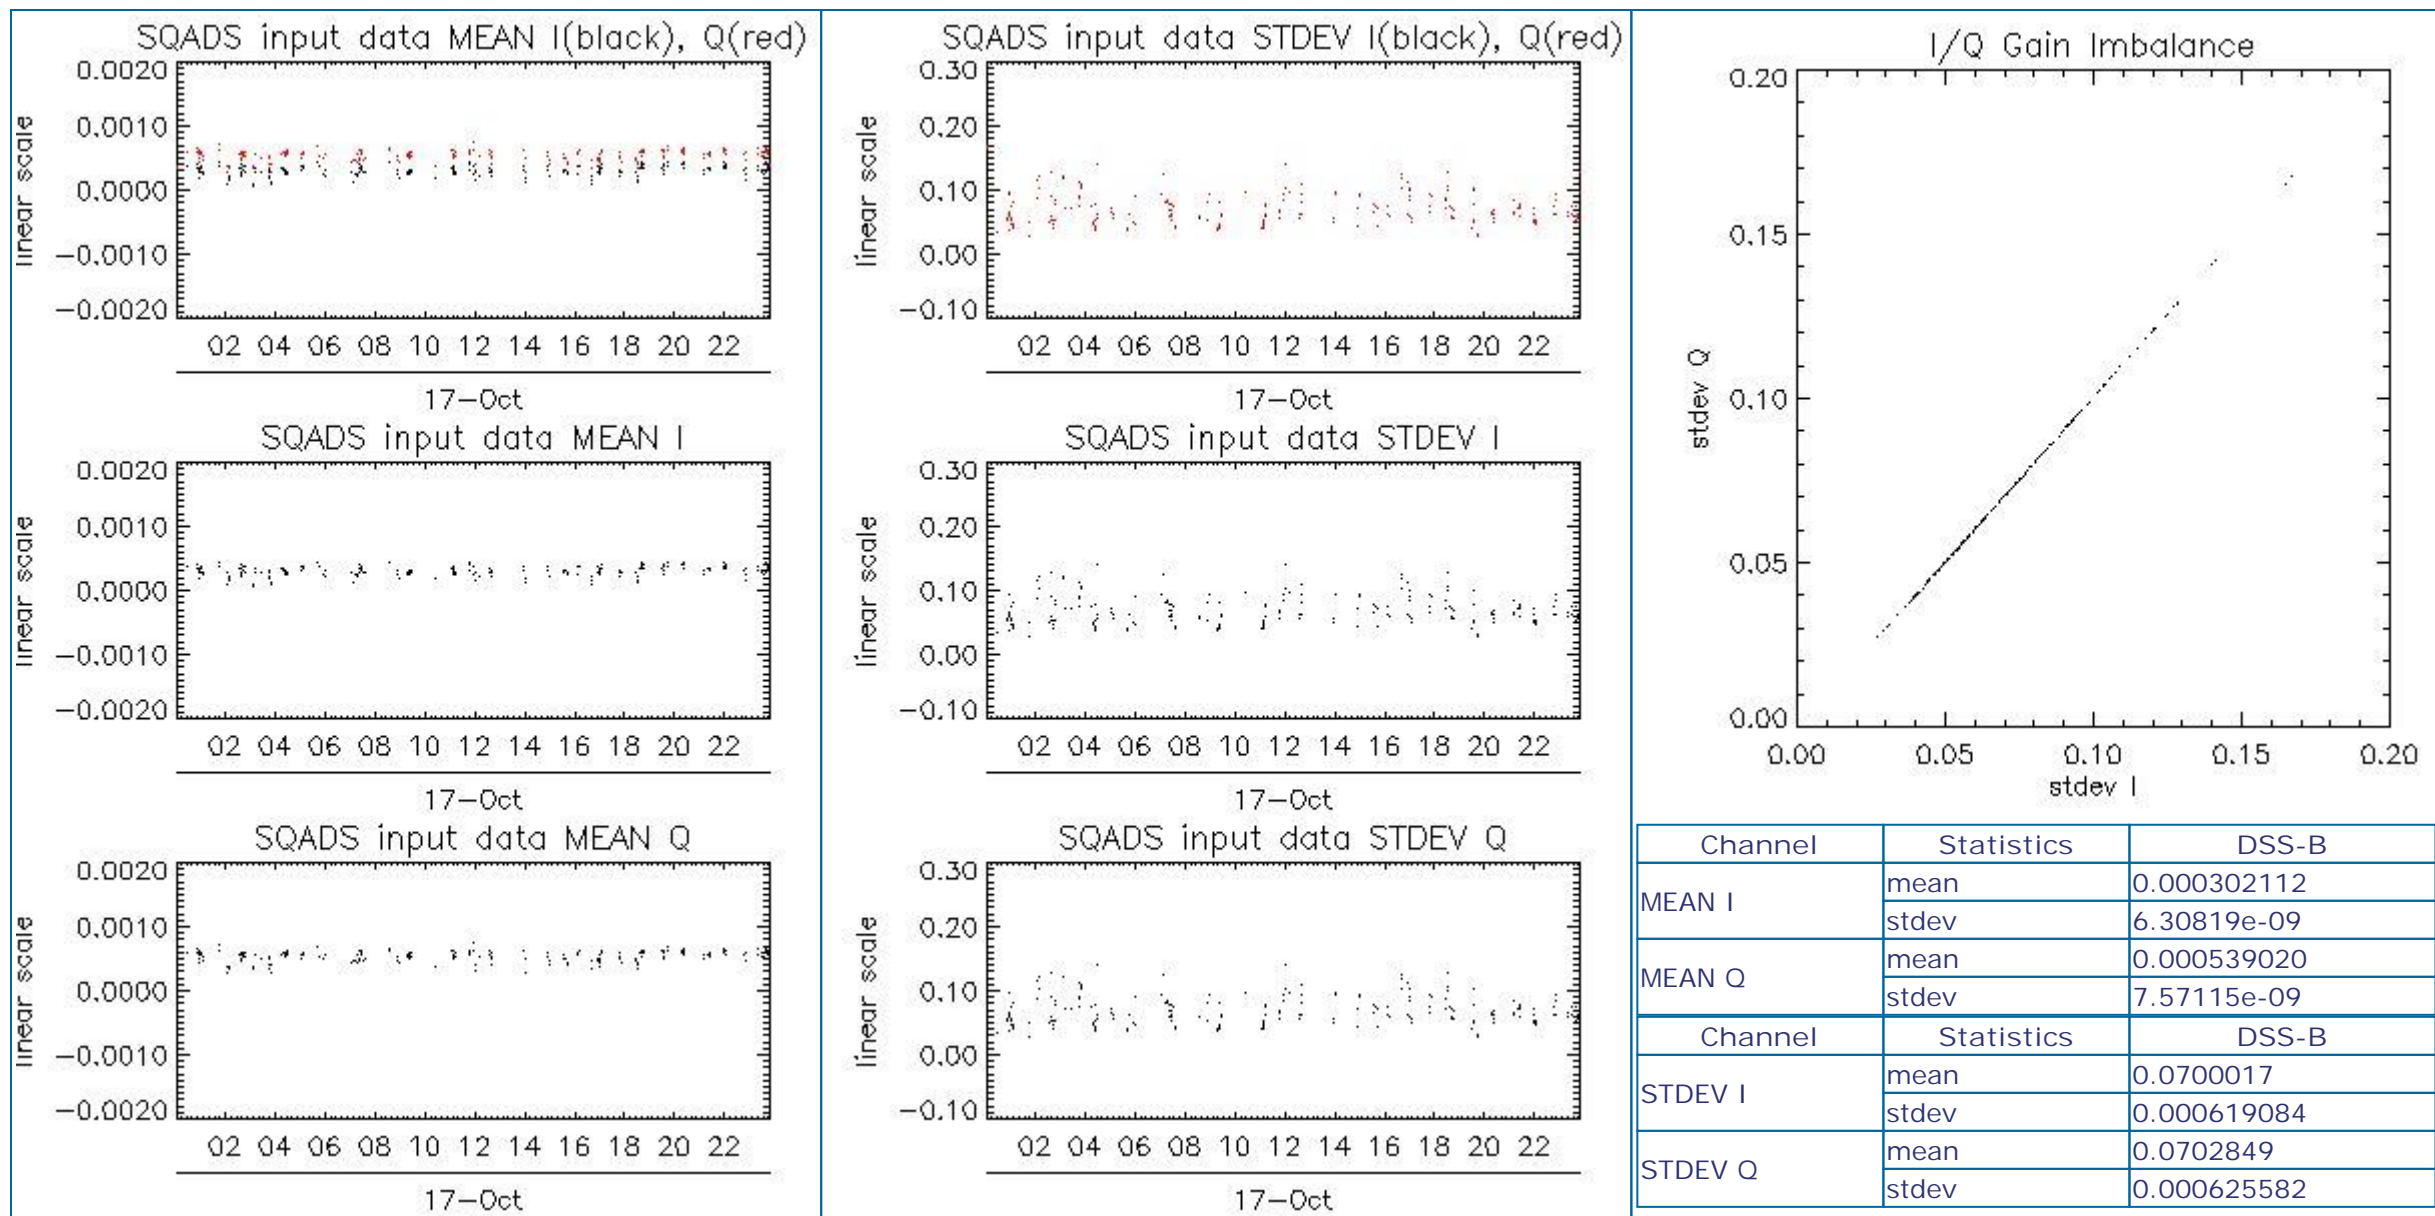 SQADS input data MEAN I(black), Q(red)
linear scale
0.0020
0.0010
0.0000
−0.0010
−0.0020
02 04 06 08 10 12 14 16 18 20 22
17−Oct
SQADS input data MEAN I
linear scale
0.0020
0.0010
0.0000
−0.0010
−0.0020
02 04 06 08 10 12 14 16 18 20 22
17−Oct
SQADS input data MEAN Q
linear scale
0.0020
0.0010
0.0000
−0.0010
−0.0020
02 04 06 08 10 12 14 16 18 20 22
17−Oct
SQADS input data STDEV I(black), Q(red)
linear scale
0.30
0.20
0.10
0.00
−0.10
02 04 06 08 10 12 14 16 18 20 22
17−Oct
SQADS input data STDEV I
linear scale
0.30
0.20
0.10
0.00
−0.10
02 04 06 08 10 12 14 16 18 20 22
17−Oct
SQADS input data STDEV Q
linear scale
0.30
0.20
0.10
0.00
−0.10
02 04 06 08 10 12 14 16 18 20 22
17−Oct
I/Q Gain Imbalance
stdev Q
0.20
0.15
0.10
0.05
0.00
0.00 0.05 0.10 0.15 0.20
stdev I
Channel Statistics DSS-B
MEAN I mean 0.000302112
stdev 6.30819e-09
MEAN Q mean 0.000539020
stdev 7.57115e-09
Channel Statistics DSS-B
STDEV I mean 0.0700017
stdev 0.000619084
STDEV Q mean 0.0702849
stdev 0.000625582